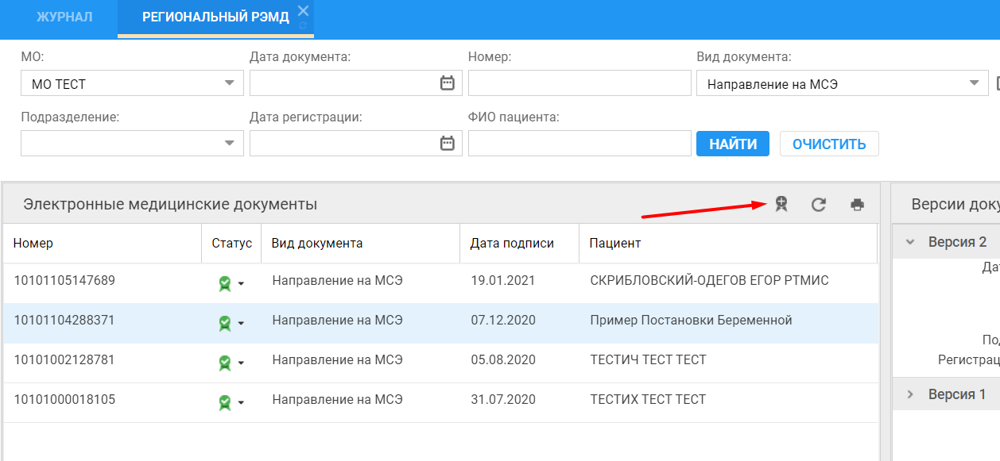 ЖУРНАЛ
РЕГИОНАЛЬНЫЙ РЭМД
МО:
Дата документа:
Номер:
Вид документа:
МО ТЕСТ
Направление на МСЭ
Подразделение:
Дата регистрации:
ФИО пациента:
НАЙТИ
ОЧИСТИТЬ
Электронные медицинские документы
Номер
Статус
Вид документа
Дата подписи
Пациент
10101105147689
Направление на МСЭ
19.01.2021
СКРИБЛОВСКИЙ-ОДЕГОВ ЕГОР РТМИС
10101104288371
Направление на МСЭ
07.12.2020
Пример Постановки Беременной
10101002128781
Направление на МСЭ
05.08.2020
ТЕСТИЧ ТЕСТ ТЕСТ
10101000018105
Направление на МСЭ
31.07.2020
ТЕСТИХ ТЕСТ ТЕСТ
Версии
Версия 2
Версия 1